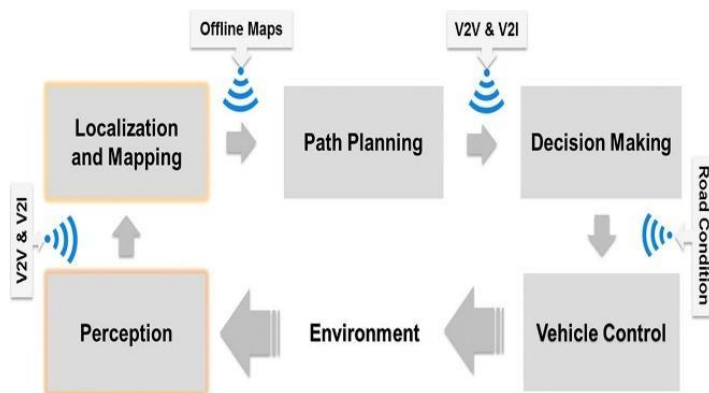 Offline Maps
V2V & V2I
Localization
and Mapping
Path Planning
Decision Making
V2V & V2I
Road Condition
Perception
Environment
Vehicle Control